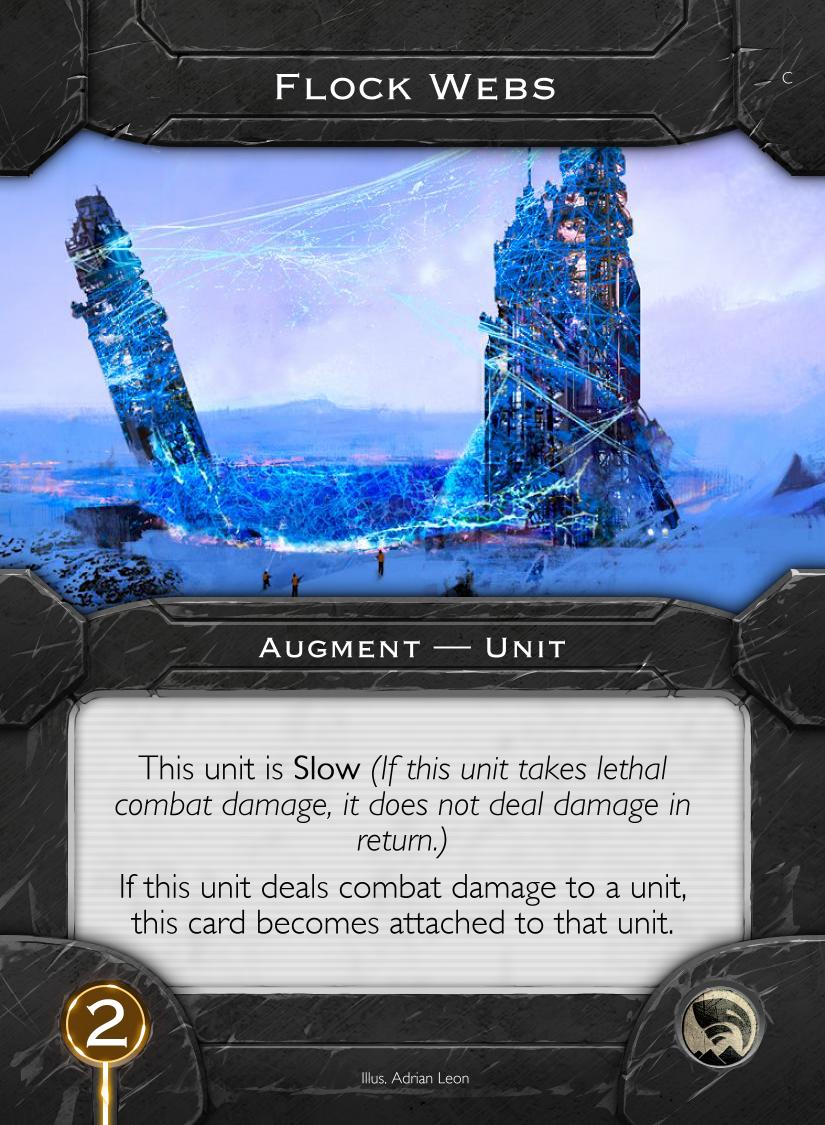 Flock Webs
C
Augment — Unit
This unit is Slow (If this unit takes lethal
combat damage, it does not deal damage in
return.)
If this unit deals combat damage to a unit,
this card becomes attached to that unit.
2
Illus. Adrian Leon